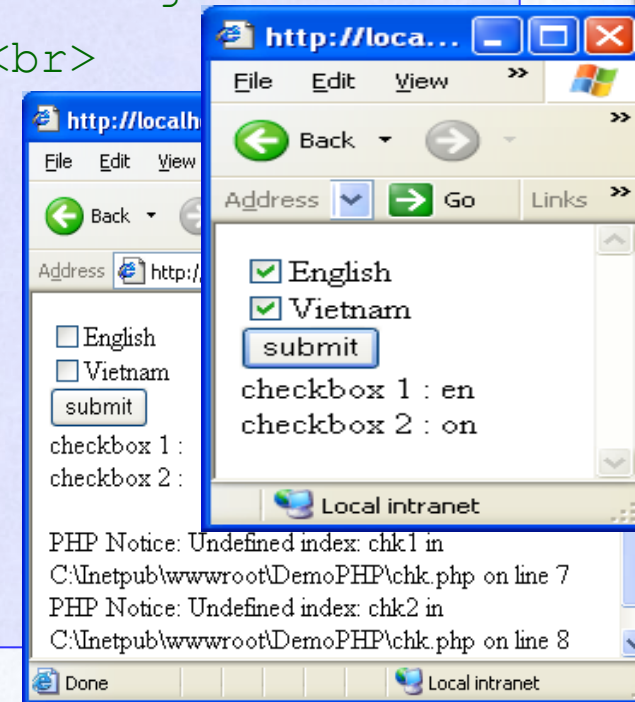 <br>
http://localh
File Edit View
Back
Address http:/
English
Vietnam
submit
checkbox 1 :
checkbox 2 :
PHP Notice: Undefined index: chk1 in
C:\Inetpub\wwwroot\DemoPHP\chk.php on line 7
PHP Notice: Undefined index: chk2 in
C:\Inetpub\wwwroot\DemoPHP\chk.php on line 8
Done Local intranet
http://loca...
File Edit View »
Back »
Address Go Links »
English
Vietnam
submit
checkbox 1 : en
checkbox 2 : on
Local intranet